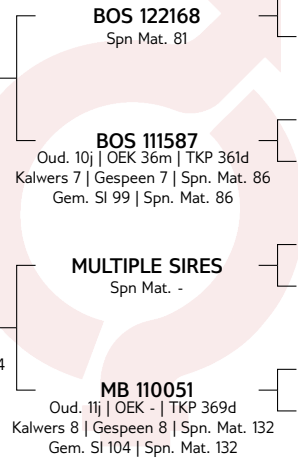 BOS 122168
Spn Mat. 81
BOS 111587
Oud. 10j | OEK 36m | TKP 361d
Kalwers 7 | Gespeen 7 | Spn. Mat. 86
Gem. SI 99 | Spn. Mat. 86
MULTIPLE SIRES
Spn Mat. -
4
MB 110051
Oud. 11j | OEK - | TKP 369d
Kalwers 8 | Gespeen 8 | Spn. Mat. 132
Gem. SI 104 | Spn. Mat. 132